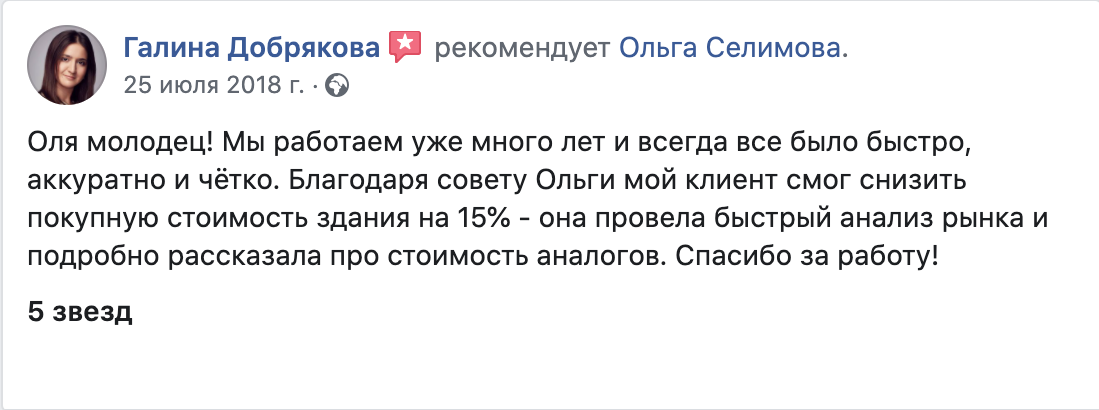 Галина Добрякова рекомендует Ольга Селимова.
25 июля 2018 г. ·
Оля молодец! Мы работаем уже много лет и всегда все было быстро,
аккуратно и чётко. Благодаря совету Ольги мой клиент смог снизить
покупную стоимость здания на 15% - она провела быстрый анализ рынка и
подробно рассказала про стоимость аналогов. Спасибо за работу!
5 звезд